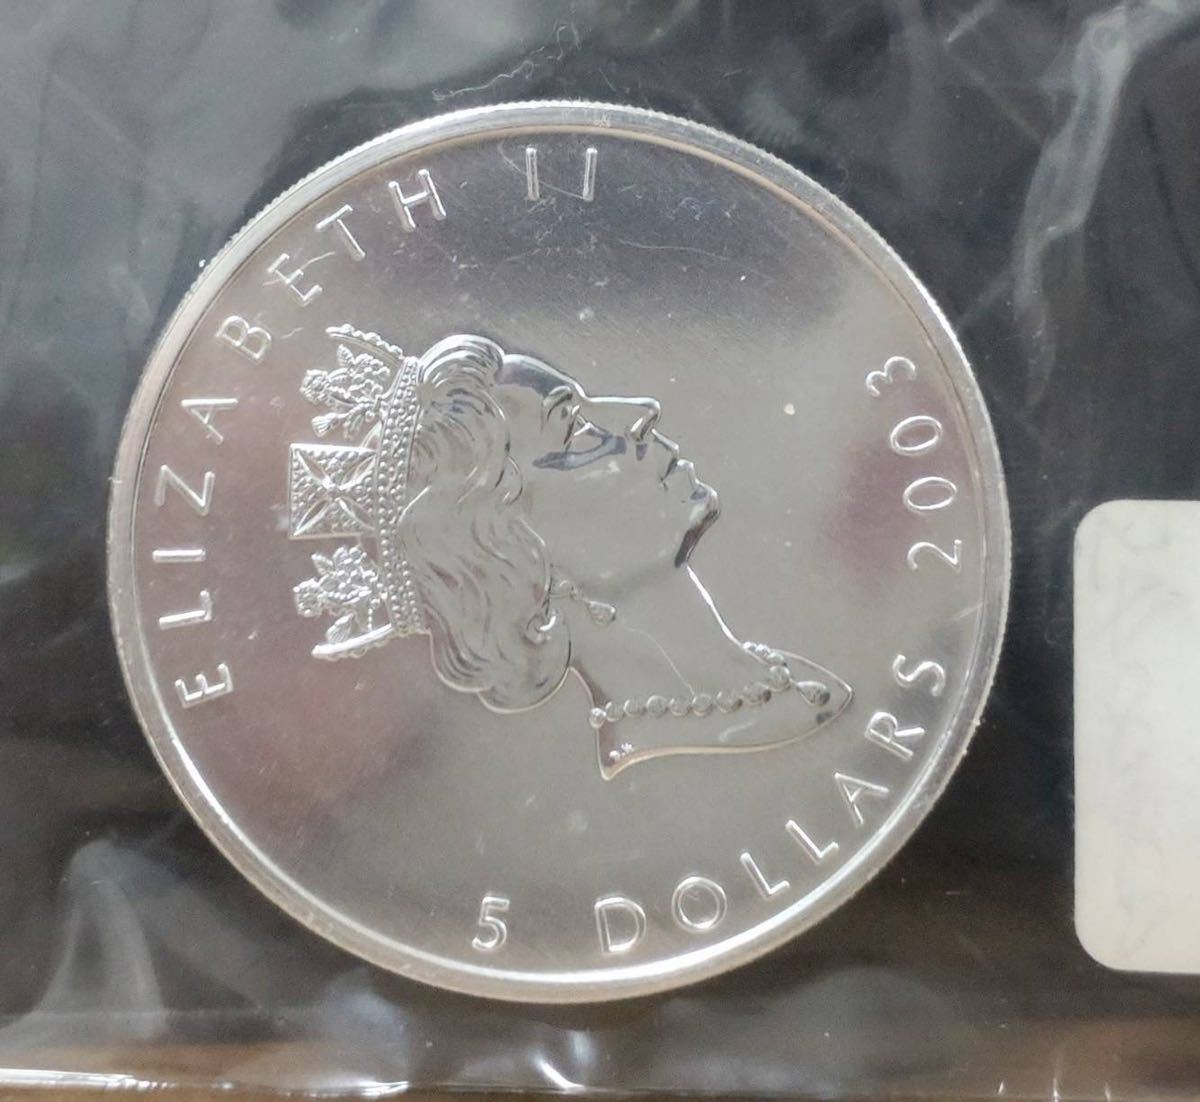 ELIZABETH II
5 DOLLARS 2003